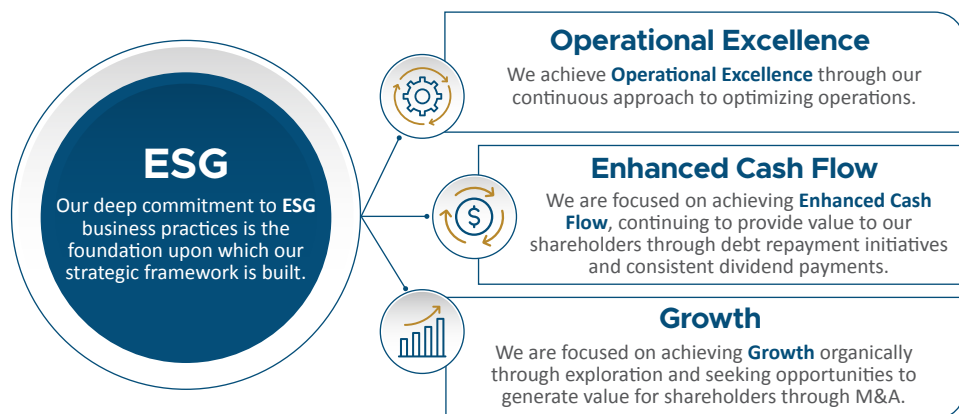 ESG
Our deep commitment to ESG
business practices is the
foundation upon which our
strategic framework is built.
Operational Excellence
We achieve Operational Excellence through our
continuous approach to optimizing operations.
Enhanced Cash Flow
We are focused on achieving Enhanced Cash
Flow, continuing to provide value to our
shareholders through debt repayment initiatives
and consistent dividend payments.
Growth
We are focused on achieving Growth organically
through exploration and seeking opportunities to
generate value for shareholders through M&A.
$